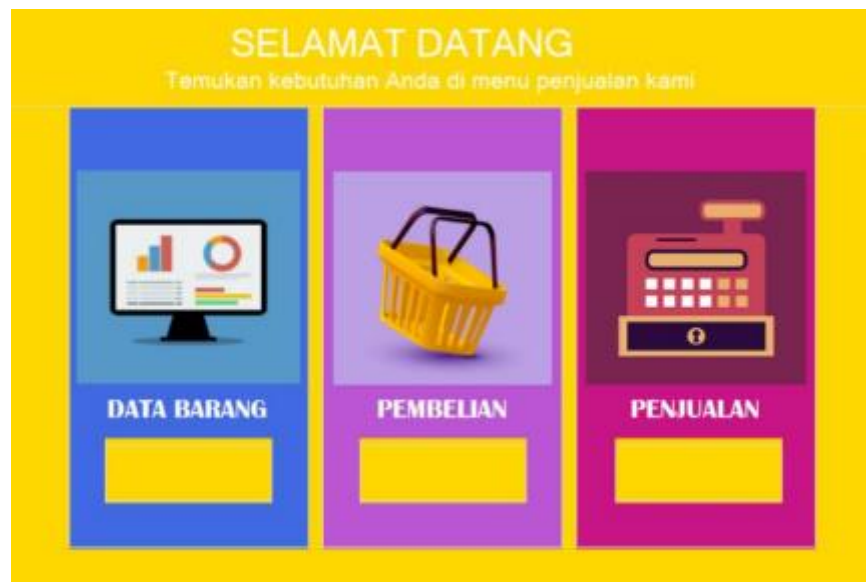 SELAMAT DATANG
Temukan kebutuhan Anda di menu penjualan kami
DATA BARANG
PEMBELIAN
PENJUALAN